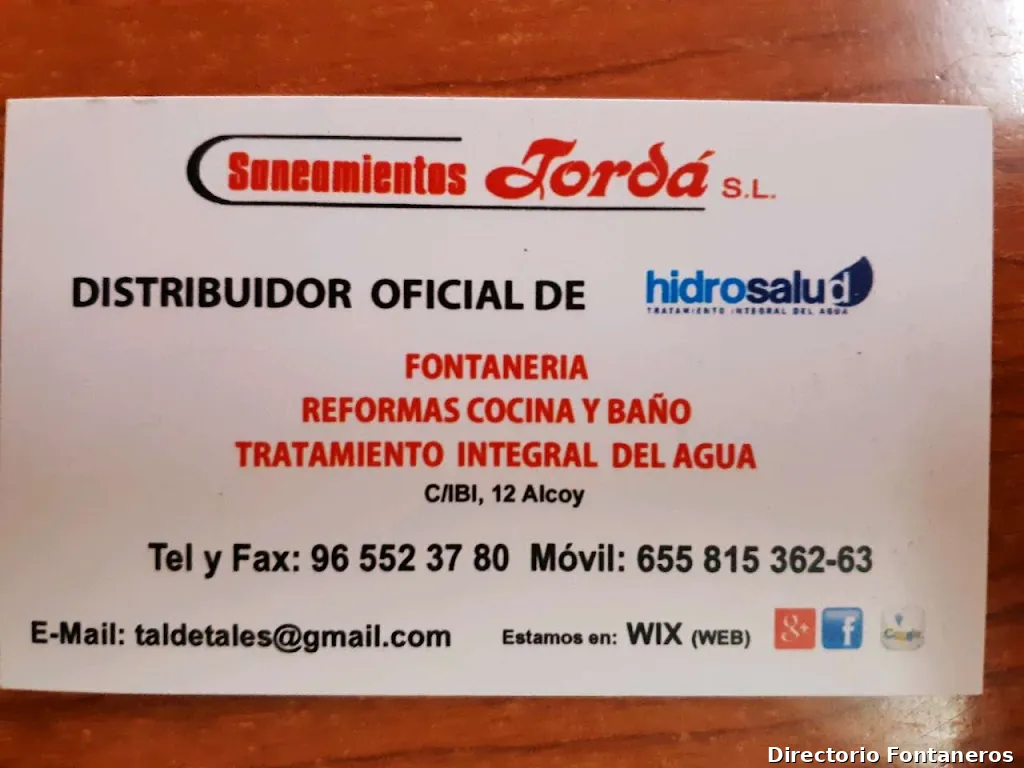 Saneamientos Jordá S.L.
DISTRIBUIDOR OFICIAL DE hidrosalud
TRATAMIENTO INTEGRAL DEL AGUA
FONTANERIA
REFORMAS COCINA Y BAÑO
TRATAMIENTO INTEGRAL DEL AGUA
C/IBI, 12 Alcoy
Tel y Fax: 96 552 37 80 Móvil: 655 815 362-63
E-Mail: taldetales@gmail.com Estamos en: WIX (WEB) g+ f Google
Directorio Fontaneros